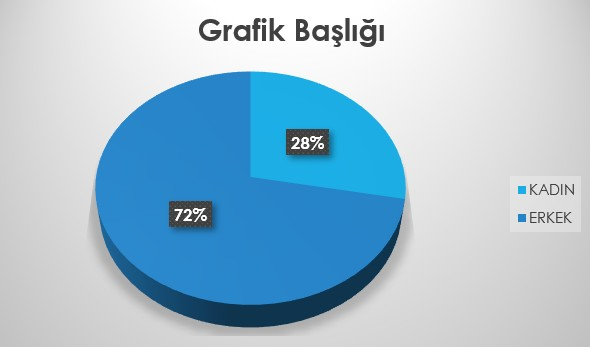 Grafik Başlığı
28%
72%
KADIN
ERKEK